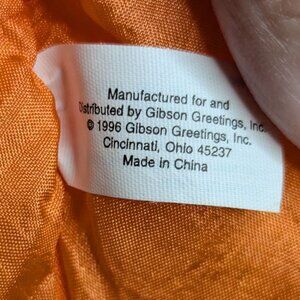 Manufactured for and
Distributed by Gibson Greetings, Inc.
© 1996 Gibson Greetings, Inc.
Cincinnati, Ohio 45237
Made in China